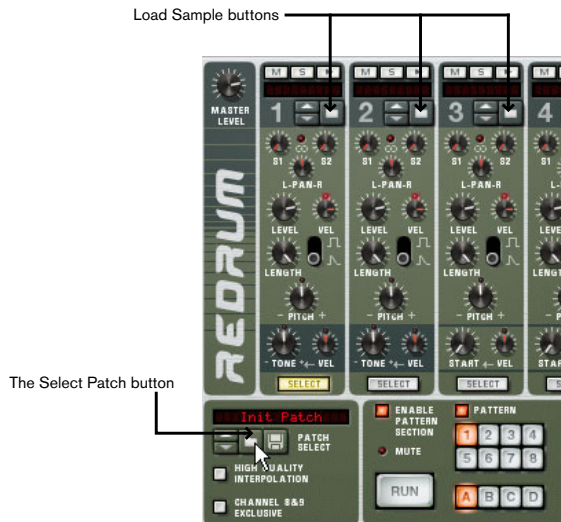 Load Sample buttons
M S M S M S M
MASTER LEVEL
1 2 3 4
S1 S2 S1 S2 S1 S2 S1
L-PAN-R L-PAN-R L-PAN-R L-
LEVEL VEL LEVEL VEL LEVEL VEL LEVE
LENGTH LENGTH LENGTH LENGT
- PITCH + - PITCH + - PITCH + -
- TONE + ← VEL - TONE + ← VEL START ← VEL STAR
REDRUM
SELECT SELECT SELECT S
The Select Patch button
Init Patch
PATCH SELECT
HIGH QUALITY INTERPOLATION
CHANNEL 8&9 EXCLUSIVE
ENABLE PATTERN SECTION
PATTERN
MUTE
1 2 3 4
5 6 7 8
RUN
A B C D